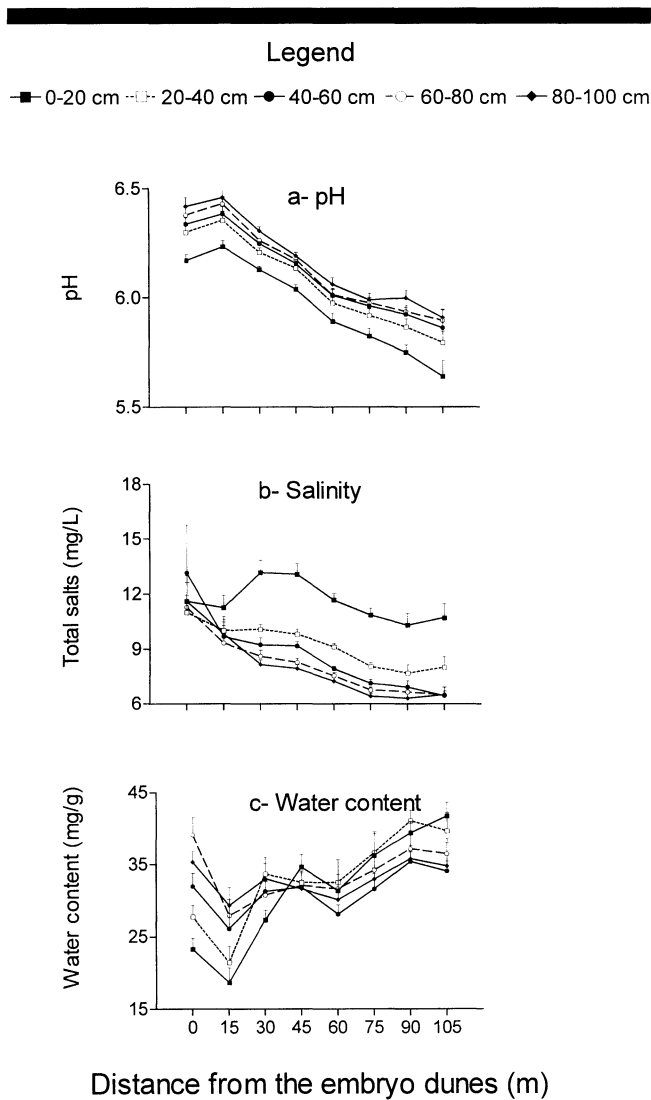 Legend
0-20 cm 20-40 cm 40-60 cm 60-80 cm 80-100 cm
a- pH
pH
6.5
6.0
5.5
b- Salinity
Total salts (mg/L)
18
15
12
9
6
c- Water content
Water content (mg/g)
45
35
25
15
0 15 30 45 60 75 90 105
Distance from the embryo dunes (m)